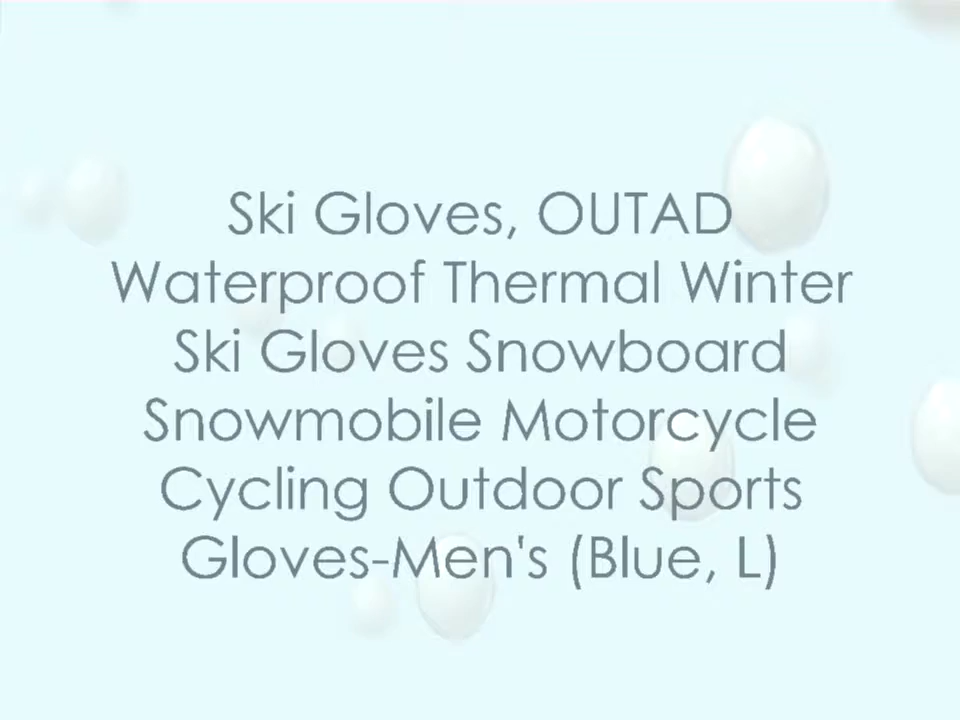 Ski Gloves, OUTAD
Waterproof Thermal Winter
Ski Gloves Snowboard
Snowmobile Motorcycle
Cycling Outdoor Sports
Gloves-Men's (Blue, L)